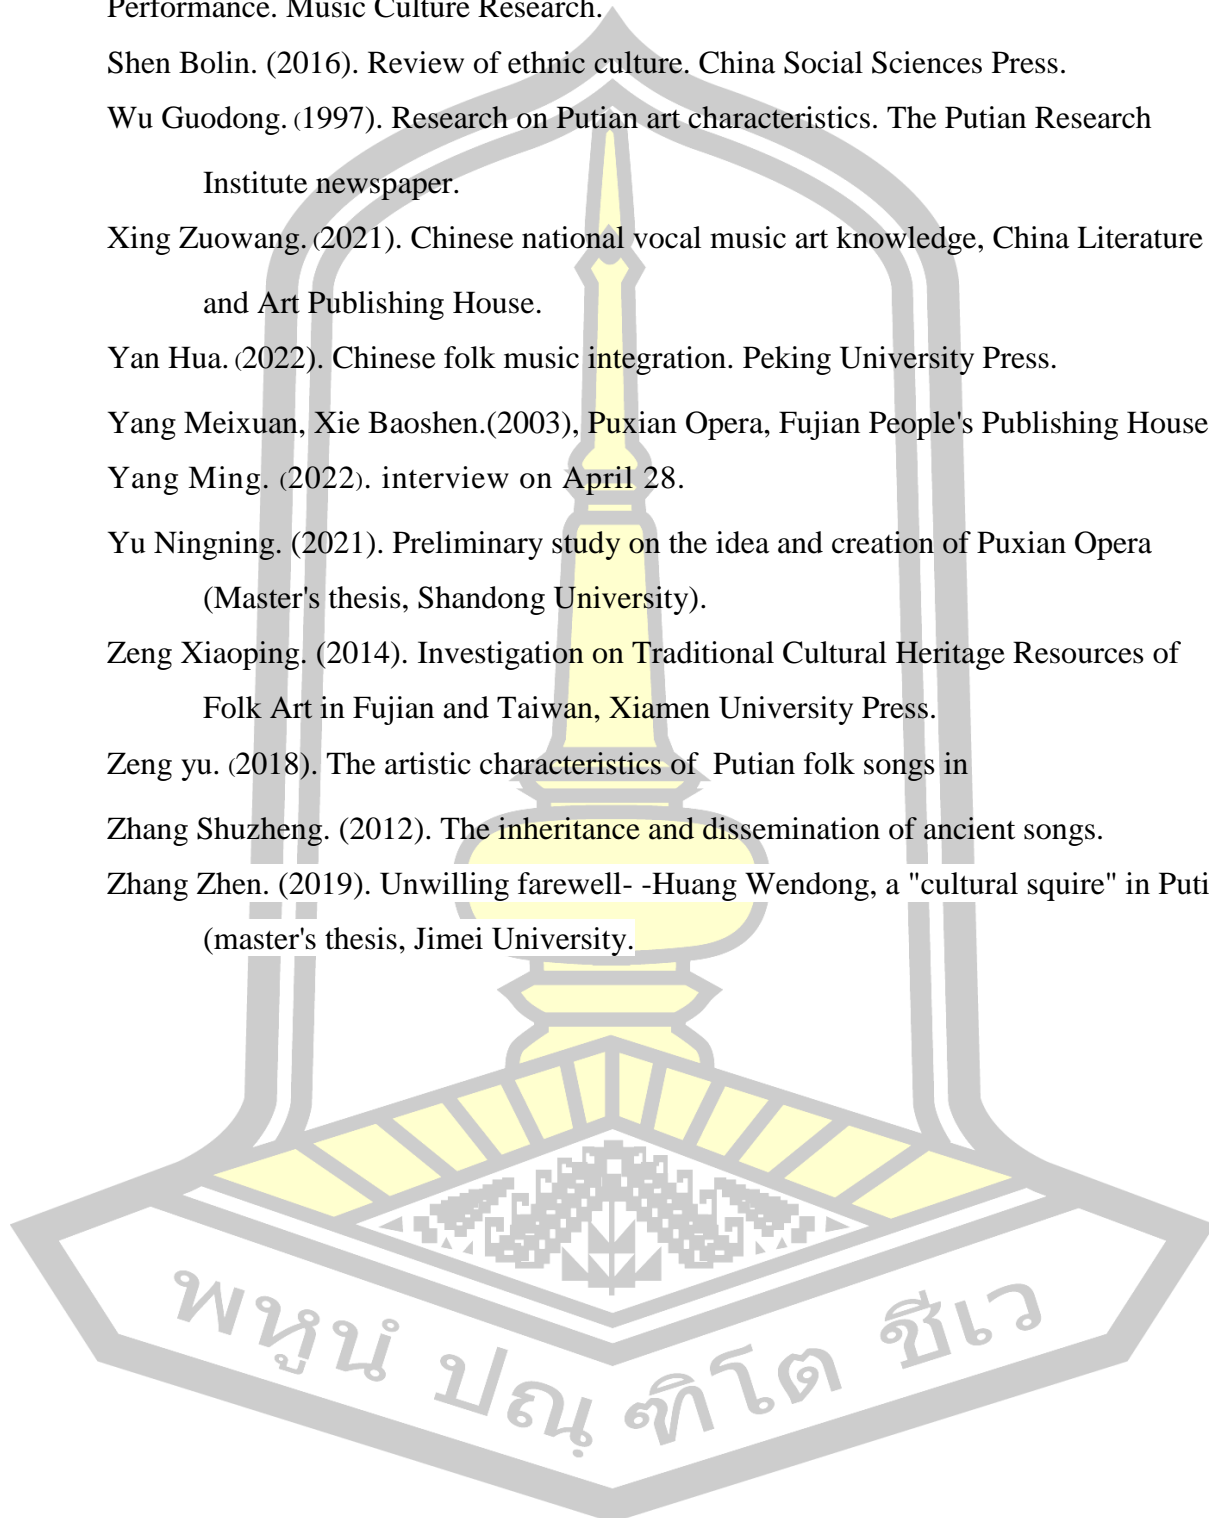 Performance. Music Culture Research.
Shen Bolin. (2016). Review of ethnic culture. China Social Sciences Press.
Wu Guodong. (1997). Research on Putian art characteristics. The Putian Research
Institute newspaper.
Xing Zuowang. (2021). Chinese national vocal music art knowledge, China Literature
and Art Publishing House.
Yan Hua. (2022). Chinese folk music integration. Peking University Press.
Yang Meixuan, Xie Baoshen.(2003), Puxian Opera, Fujian People's Publishing House
Yang Ming. (2022). interview on April 28.
Yu Ningning. (2021). Preliminary study on the idea and creation of Puxian Opera
(Master's thesis, Shandong University).
Zeng Xiaoping. (2014). Investigation on Traditional Cultural Heritage Resources of
Folk Art in Fujian and Taiwan, Xiamen University Press.
Zeng yu. (2018). The artistic characteristics of  Putian folk songs in
Zhang Shuzheng. (2012). The inheritance and dissemination of ancient songs.
Zhang Zhen. (2019). Unwilling farewell- -Huang Wendong, a "cultural squire" in Puti
(master's thesis, Jimei University.
พหูนํ ปณฺฑิโต ชีเว